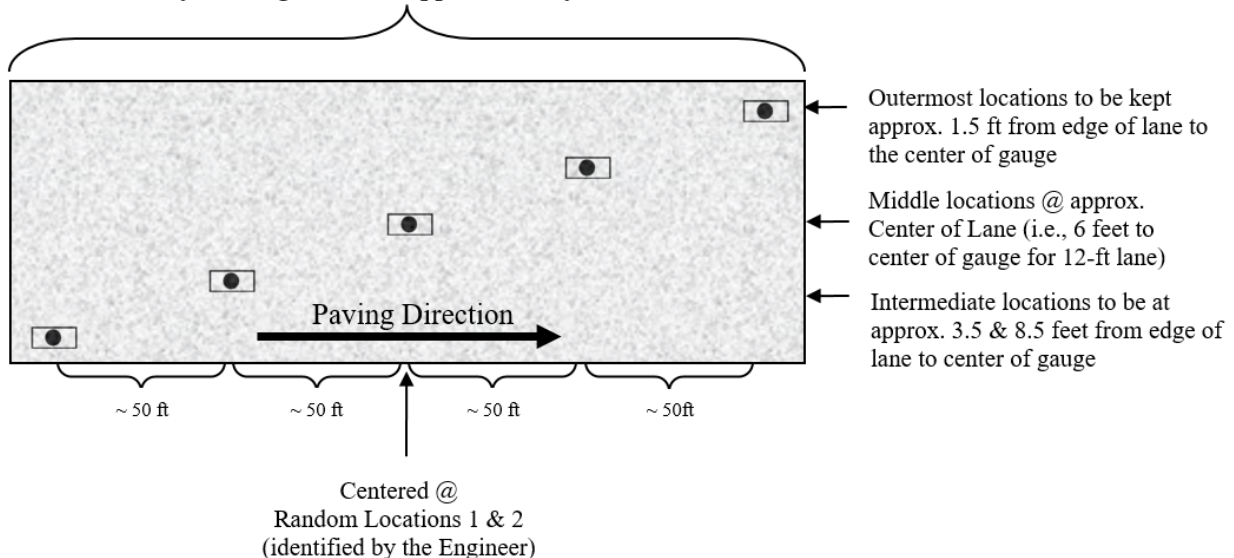 Outermost locations to be kept
approx. 1.5 ft from edge of lane to
the center of gauge
Middle locations @ approx.
Center of Lane (i.e., 6 feet to
center of gauge for 12-ft lane)
Intermediate locations to be at
approx. 3.5 & 8.5 feet from edge of
lane to center of gauge
Paving Direction
~ 50 ft
~ 50 ft
~ 50 ft
~ 50ft
Centered @
Random Locations 1 & 2
(identified by the Engineer)